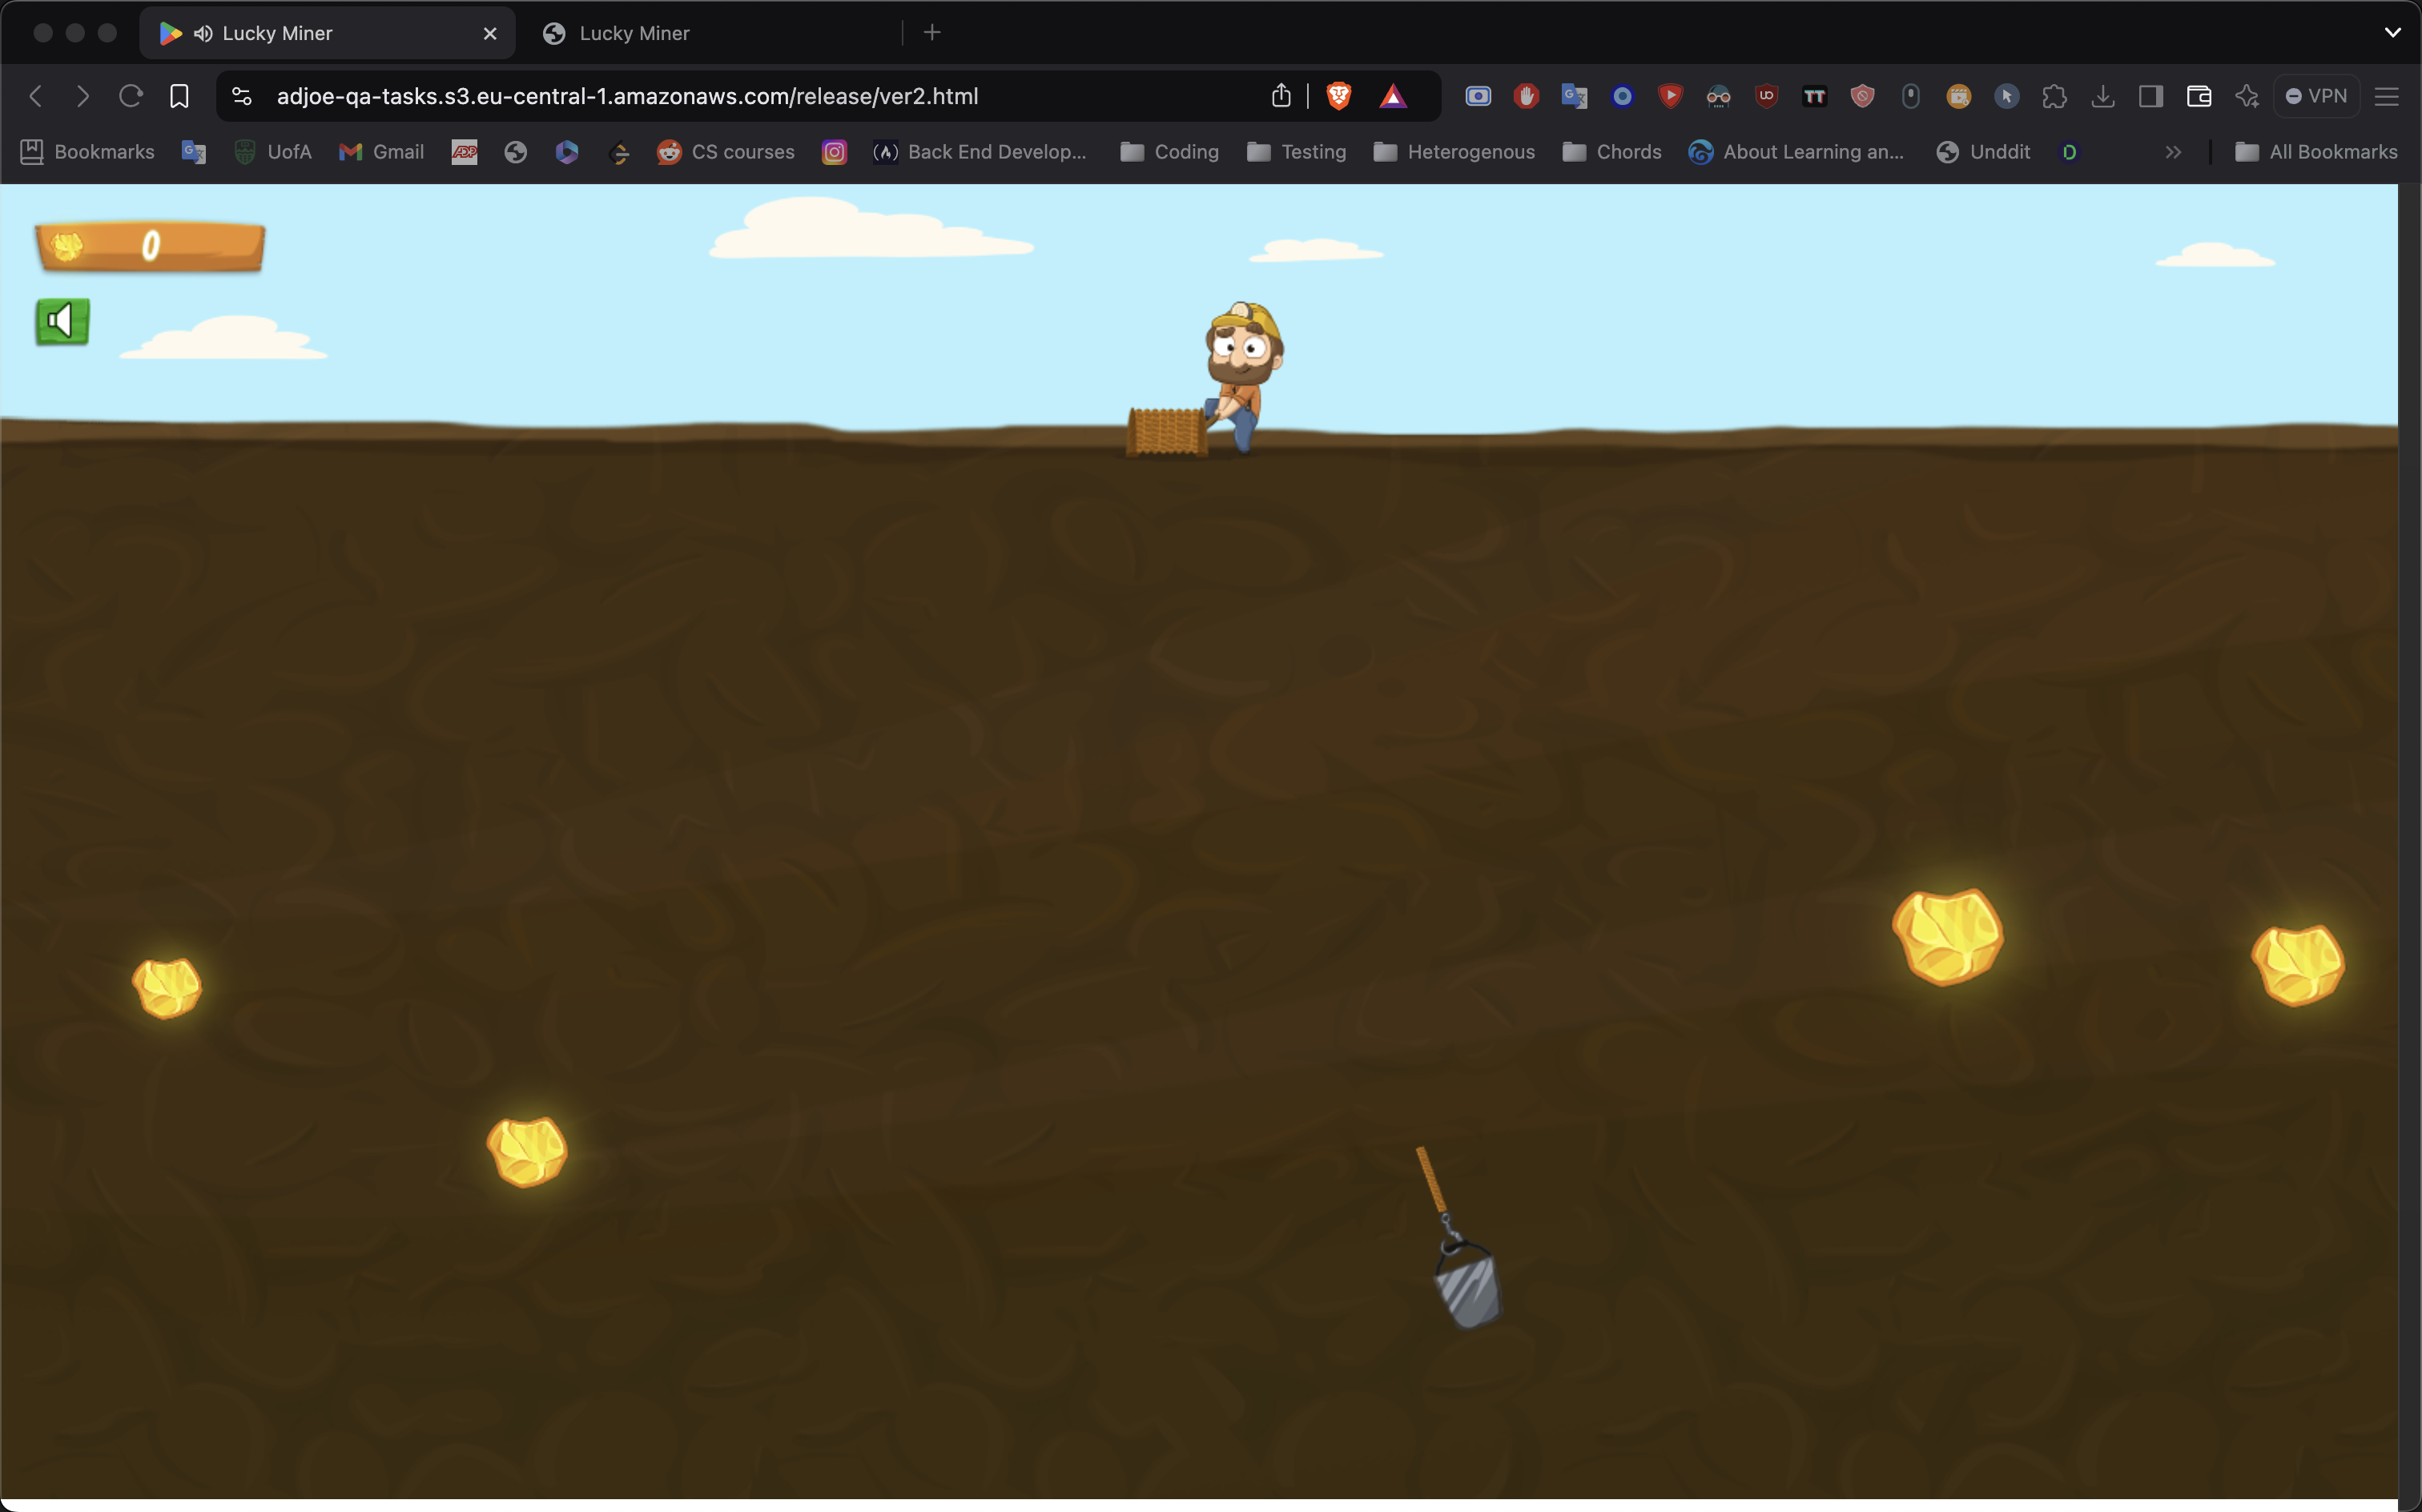 Lucky Miner
Lucky Miner
adjoe-qa-tasks.s3.eu-central-1.amazonaws.com/release/ver2.html
VPN
Bookmarks
UofA
Gmail
ADP
CS courses
Back End Develop...
Coding
Testing
Heterogenous
Chords
About Learning an...
Unddit
D
All Bookmarks
0